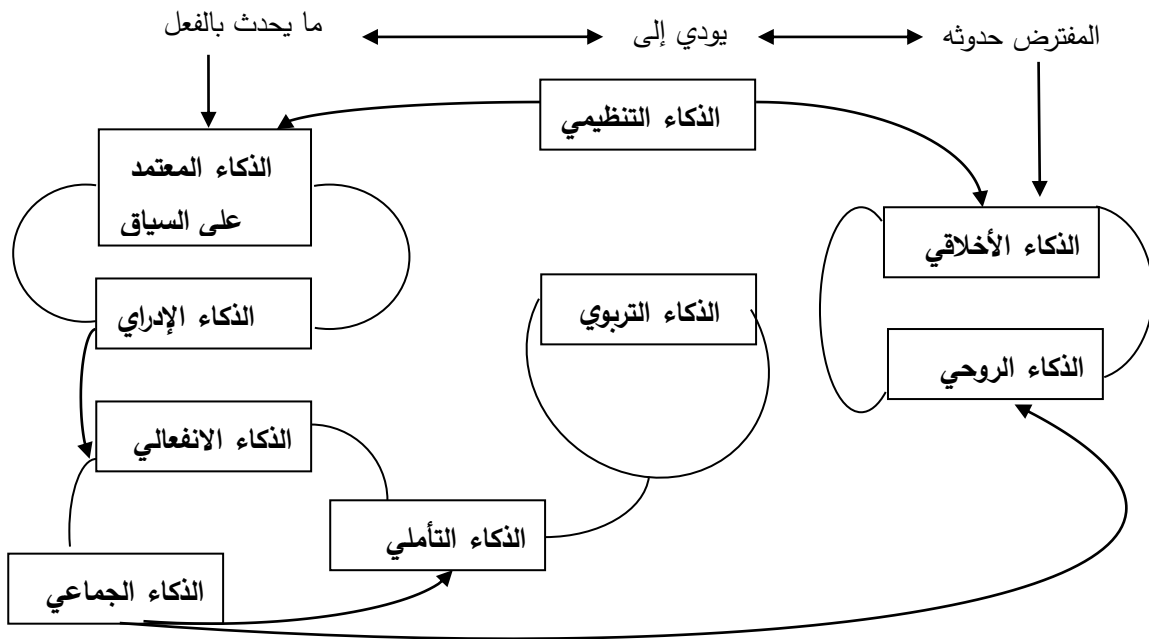 المفترض حدوثه
يودي إلى
ما يحدث بالفعل
الذكاء التنظيمي
الذكاء المعتمد
على السياق
الذكاء الأخلاقي
الذكاء التربوي
الذكاء الإدراي
الذكاء الروحي
الذكاء الانفعالي
الذكاء التأملي
الذكاء الجماعي